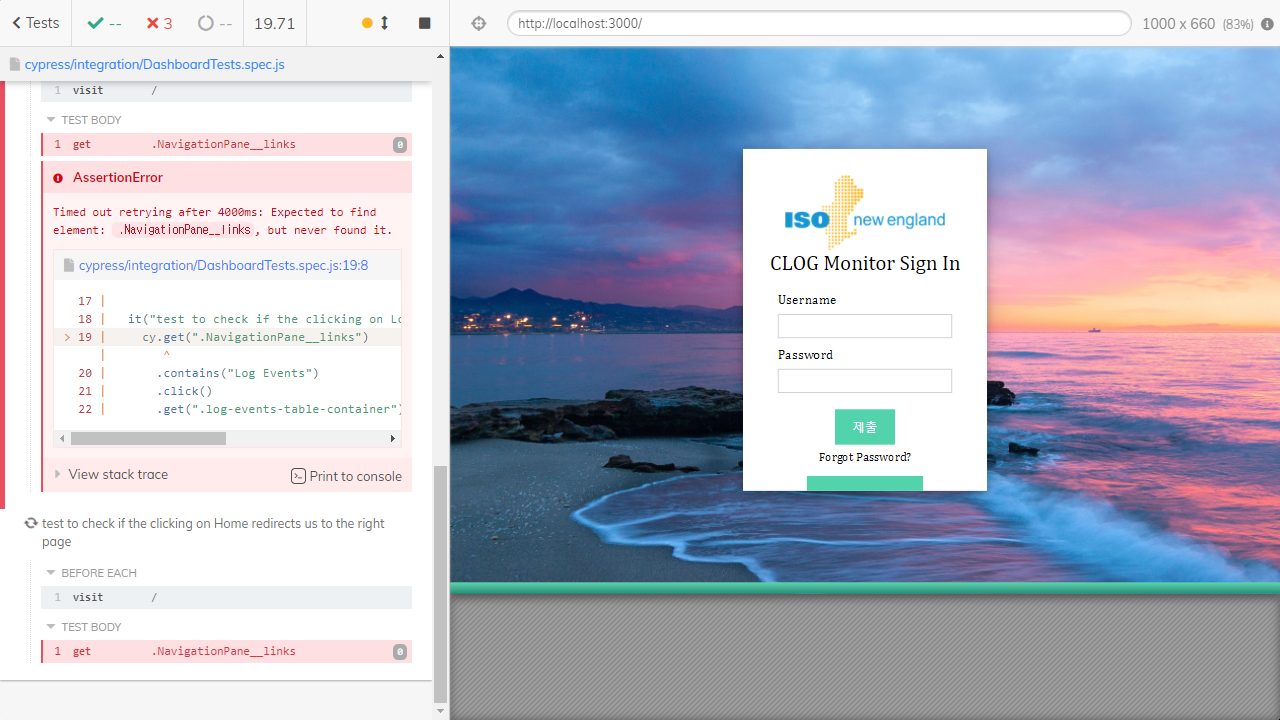 Tests
--
3
--
19.71
http://localhost:3000/
1000 x 660 (83%)
cypress/integration/DashboardTests.spec.js
1 visit /
TEST BODY
1 get .NavigationPane__links 0
AssertionError
Timed out retrying after 4000ms: Expected to find
element: .NavigationPane__links, but never found it.
cypress/integration/DashboardTests.spec.js:19:8
17 |
18 | it("test to check if the clicking on Lo
> 19 | cy.get(".NavigationPane__links")
| ^
20 | .contains("Log Events")
21 | .click()
22 | .get(".log-events-table-container")
View stack trace
Print to console
test to check if the clicking on Home redirects us to the right
page
BEFORE EACH
1 visit /
TEST BODY
1 get .NavigationPane__links 0
ISO new england
CLOG Monitor Sign In
Username
Password
제출
Forgot Password?